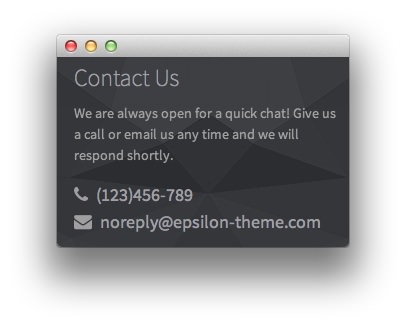 Contact Us
We are always open for a quick chat! Give us
a call or email us any time and we will
respond shortly.
(123)456-789
noreply@epsilon-theme.com